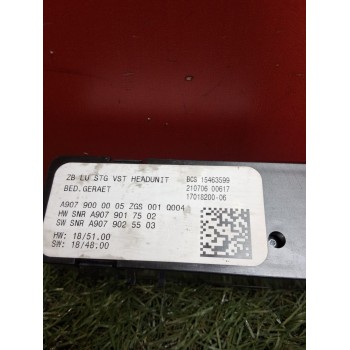 ZB LU STG VST HEADUNIT
BED.GERAET
A907 900 00 05 ZGS 001 Q004
HW SNR A907 901 75 02
SW SNR A907 902 55 03
HW: 18/51.00
SW: 18/48.00
BCS 15463599
210706 00617
17018200-06